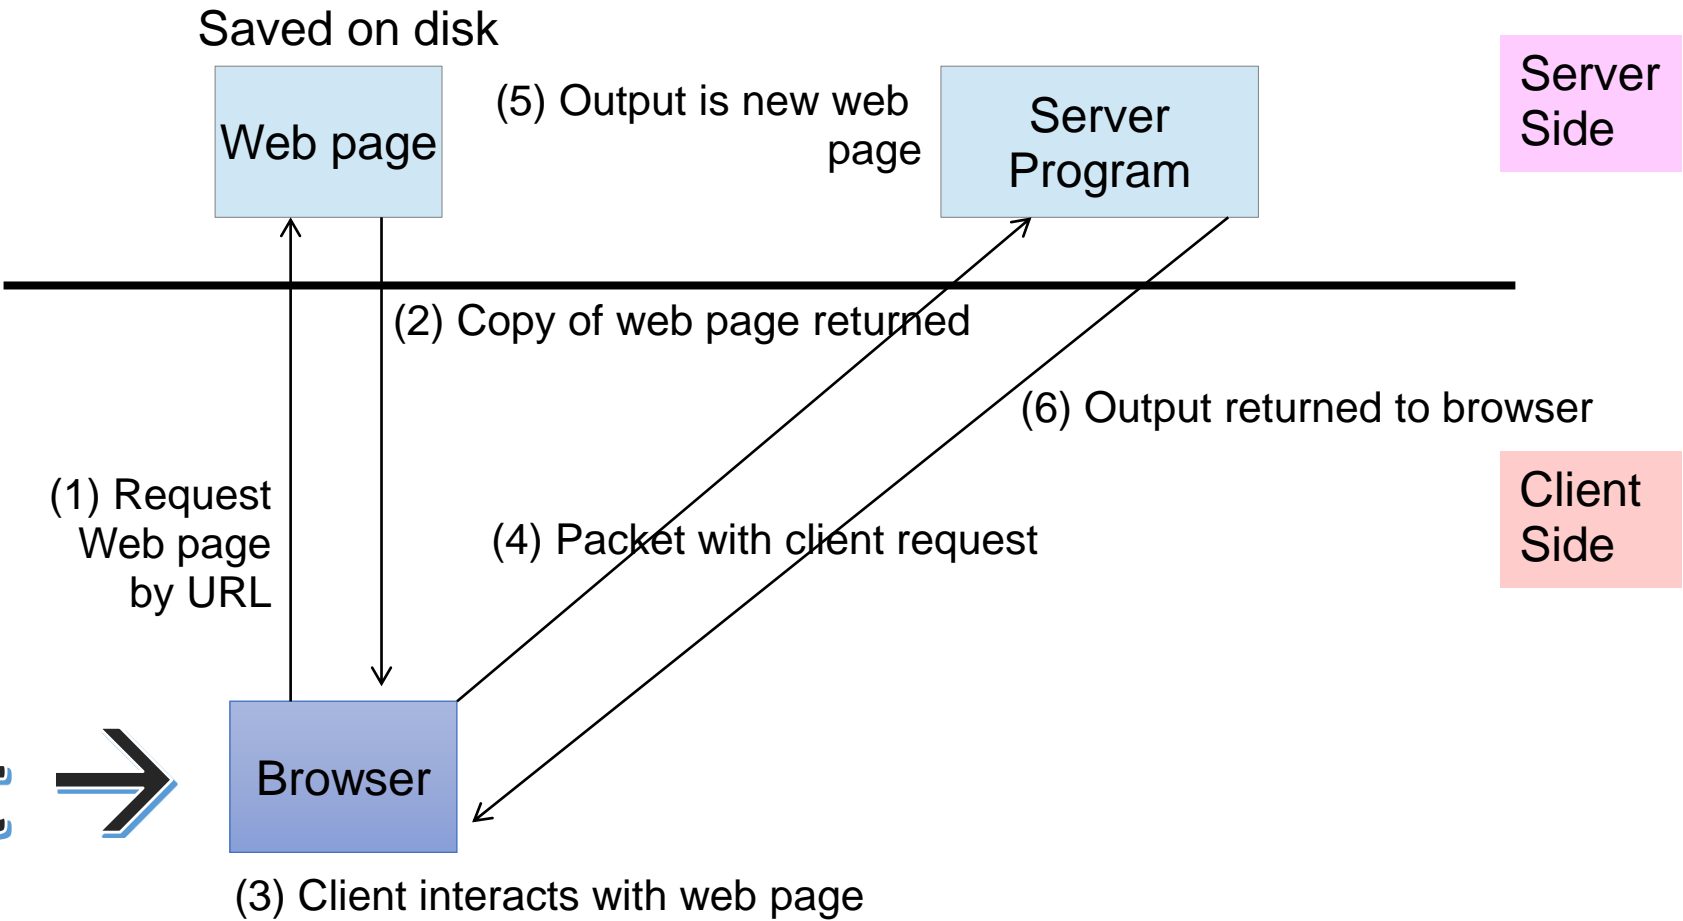 Saved on disk
Web page
(5) Output is new web
page
Server
Program
Server
Side
(2) Copy of web page returned
(6) Output returned to browser
(1) Request
Web page
by URL
(4) Packet with client request
Client
Side
Browser
(3) Client interacts with web page